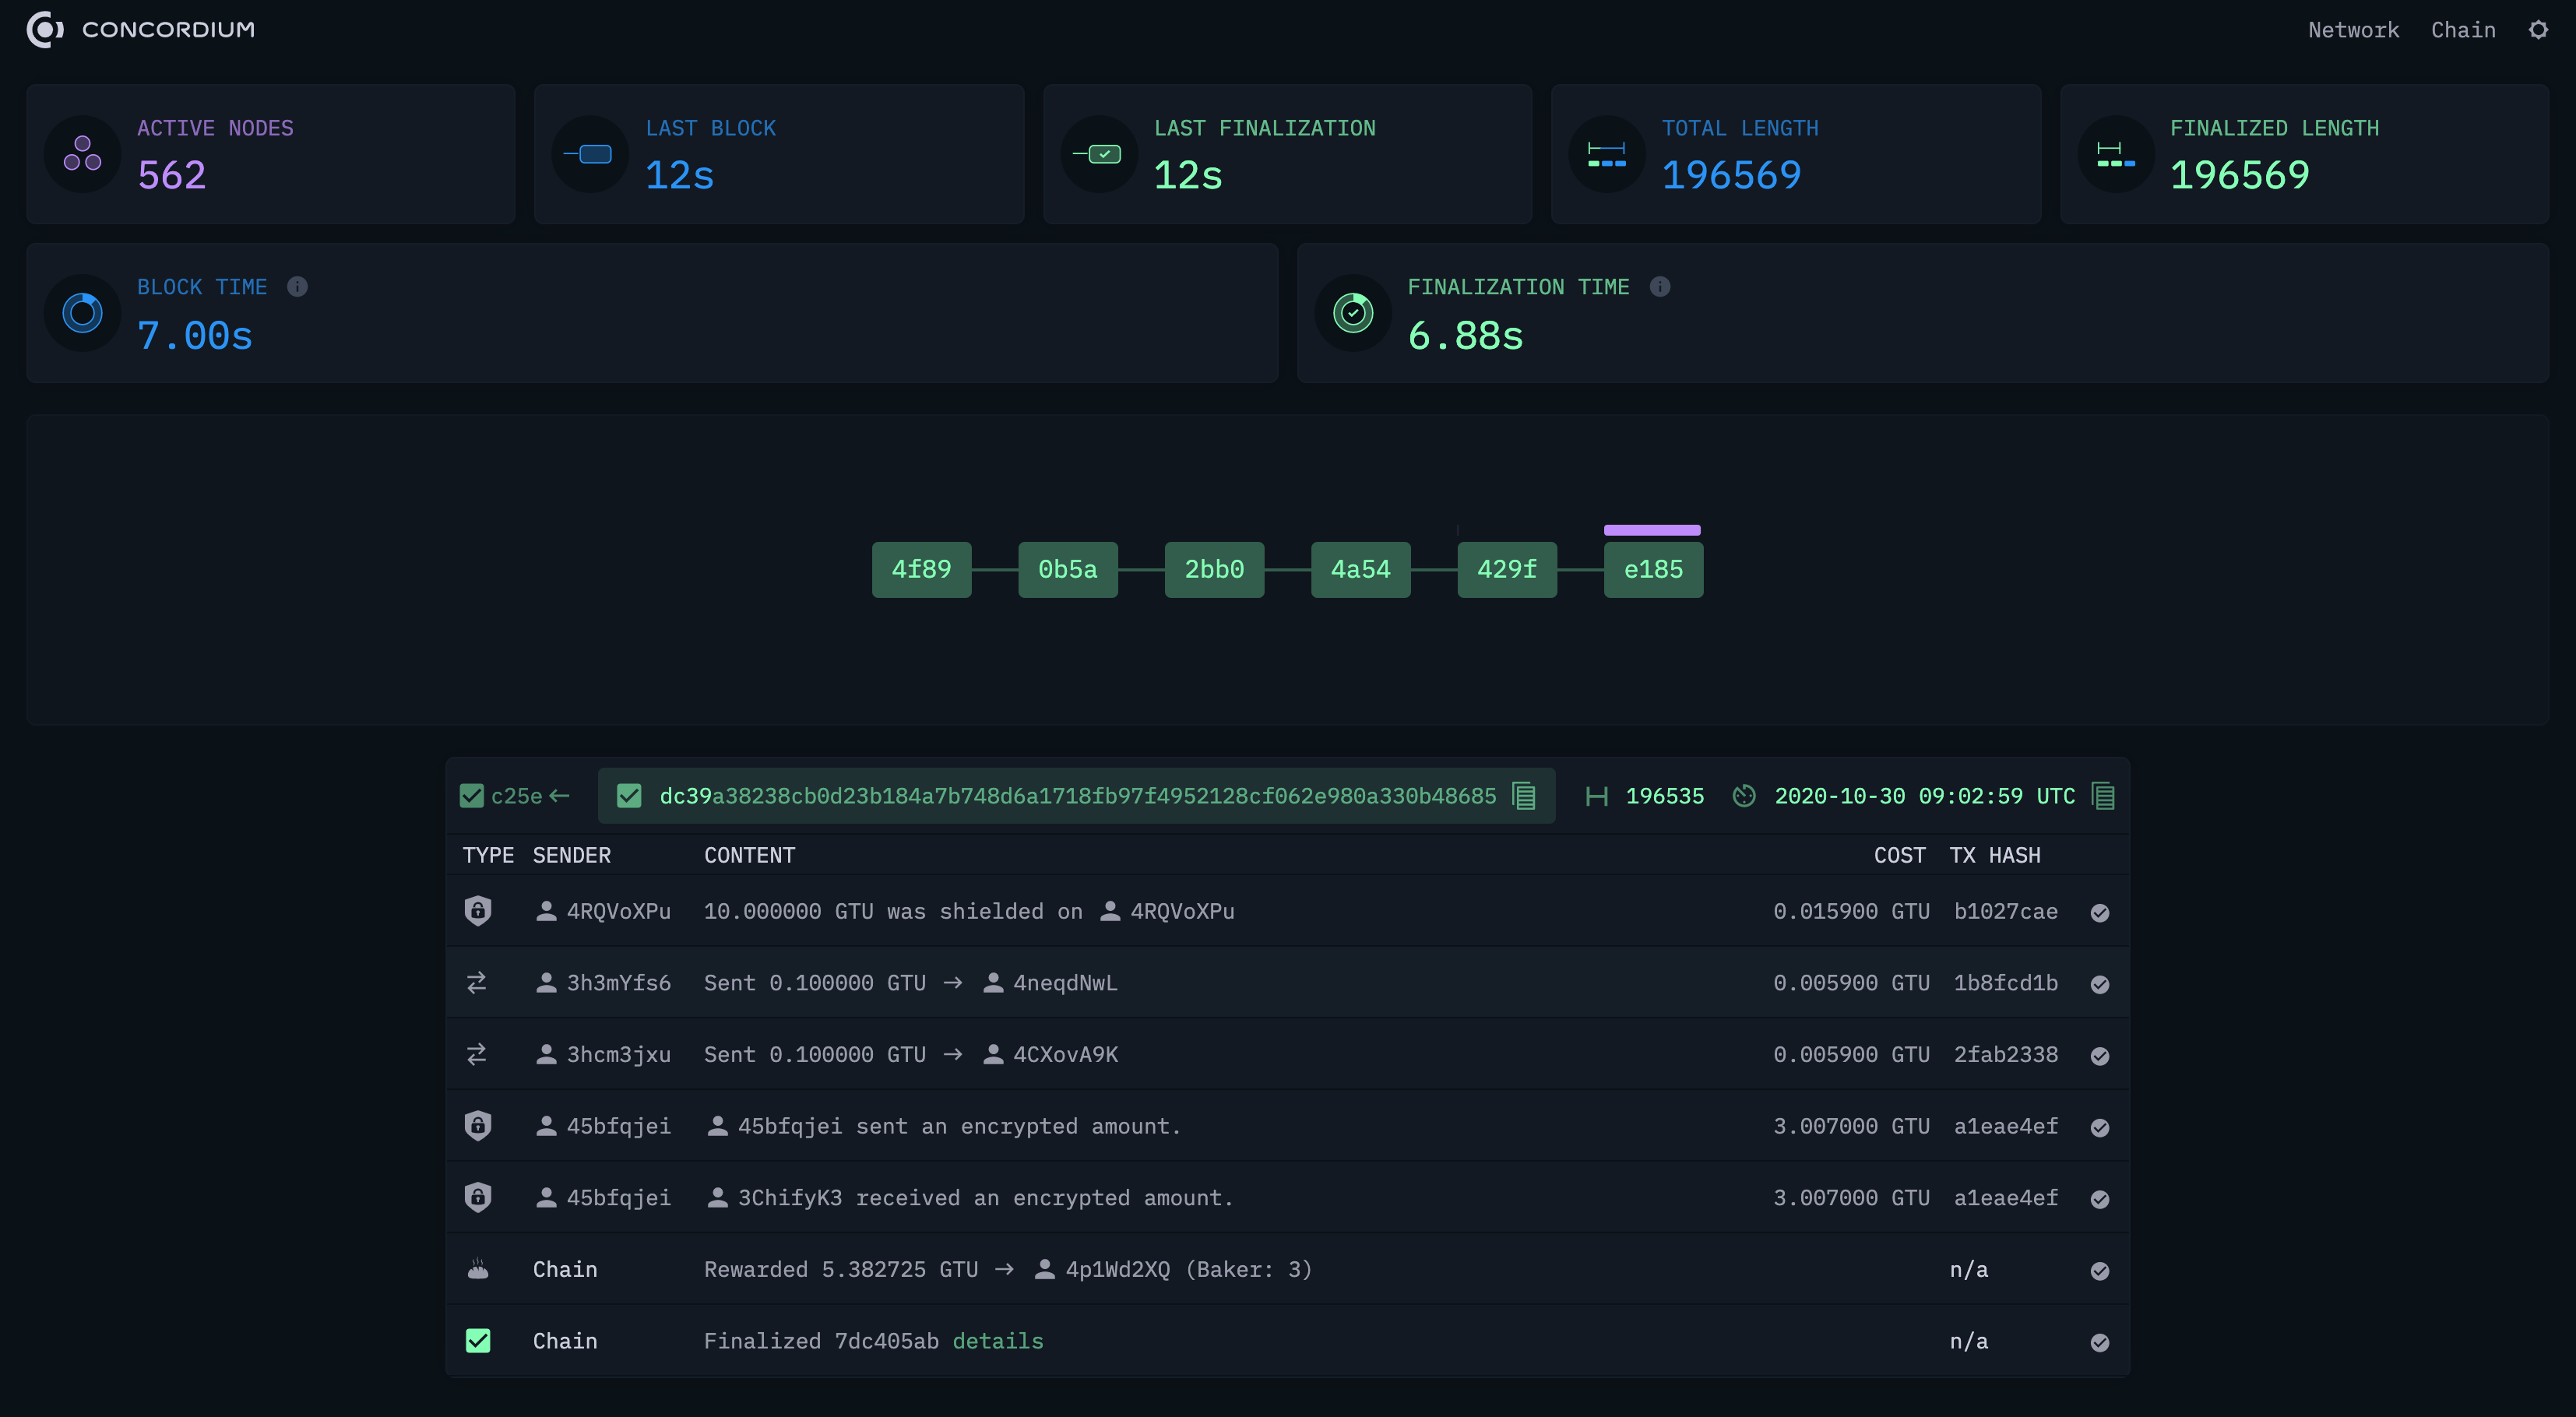 CONCORDIUM
Network Chain
ACTIVE NODES
562
LAST BLOCK
12s
LAST FINALIZATION
12s
TOTAL LENGTH
196569
FINALIZED LENGTH
196569
BLOCK TIME
7.00s
FINALIZATION TIME
6.88s
4f89 0b5a 2bb0 4a54 429f e185
c25e ← dc39a38238cb0d23b184a7b748d6a1718fb97f4952128cf062e980a330b48685 196535 2020-10-30 09:02:59 UTC
TYPE SENDER CONTENT COST TX HASH
4RQVoXPu 10.000000 GTU was shielded on 4RQVoXPu 0.015900 GTU b1027cae
3h3mYfs6 Sent 0.100000 GTU → 4neqdNwL 0.005900 GTU 1b8fcd1b
3hcm3jxu Sent 0.100000 GTU → 4CXovA9K 0.005900 GTU 2fab2338
45bfqjei 45bfqjei sent an encrypted amount. 3.007000 GTU a1eae4ef
45bfqjei 3ChifyK3 received an encrypted amount. 3.007000 GTU a1eae4ef
Chain Rewarded 5.382725 GTU → 4p1Wd2XQ (Baker: 3) n/a
Chain Finalized 7dc405ab details n/a